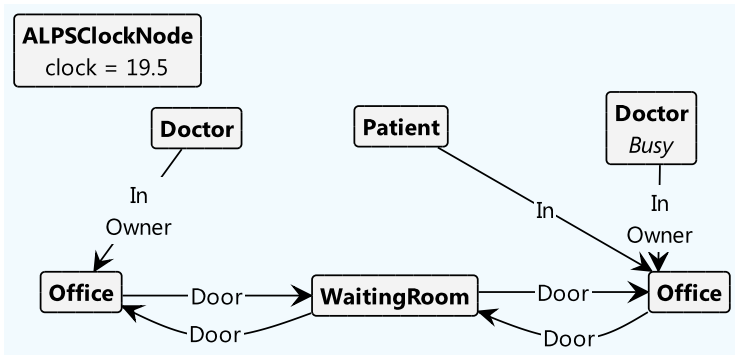 ALPSClockNode
clock = 19.5
Doctor
Patient
Doctor
Busy
In
Owner
In
In
Owner
Office
Door
WaitingRoom
Door
Office
Door
Door